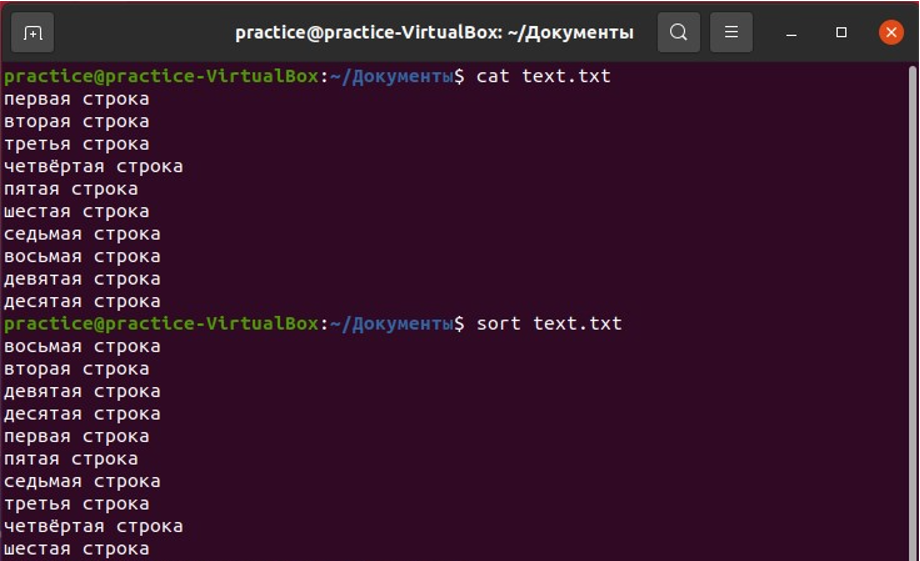 practice@practice-VirtualBox: ~/Документы
practice@practice-VirtualBox:~/Документы$ cat text.txt
первая строка
вторая строка
третья строка
четвёртая строка
пятая строка
шестая строка
седьмая строка
восьмая строка
девятая строка
десятая строка
practice@practice-VirtualBox:~/Документы$ sort text.txt
восьмая строка
вторая строка
девятая строка
десятая строка
первая строка
пятая строка
седьмая строка
третья строка
четвёртая строка
шестая строка